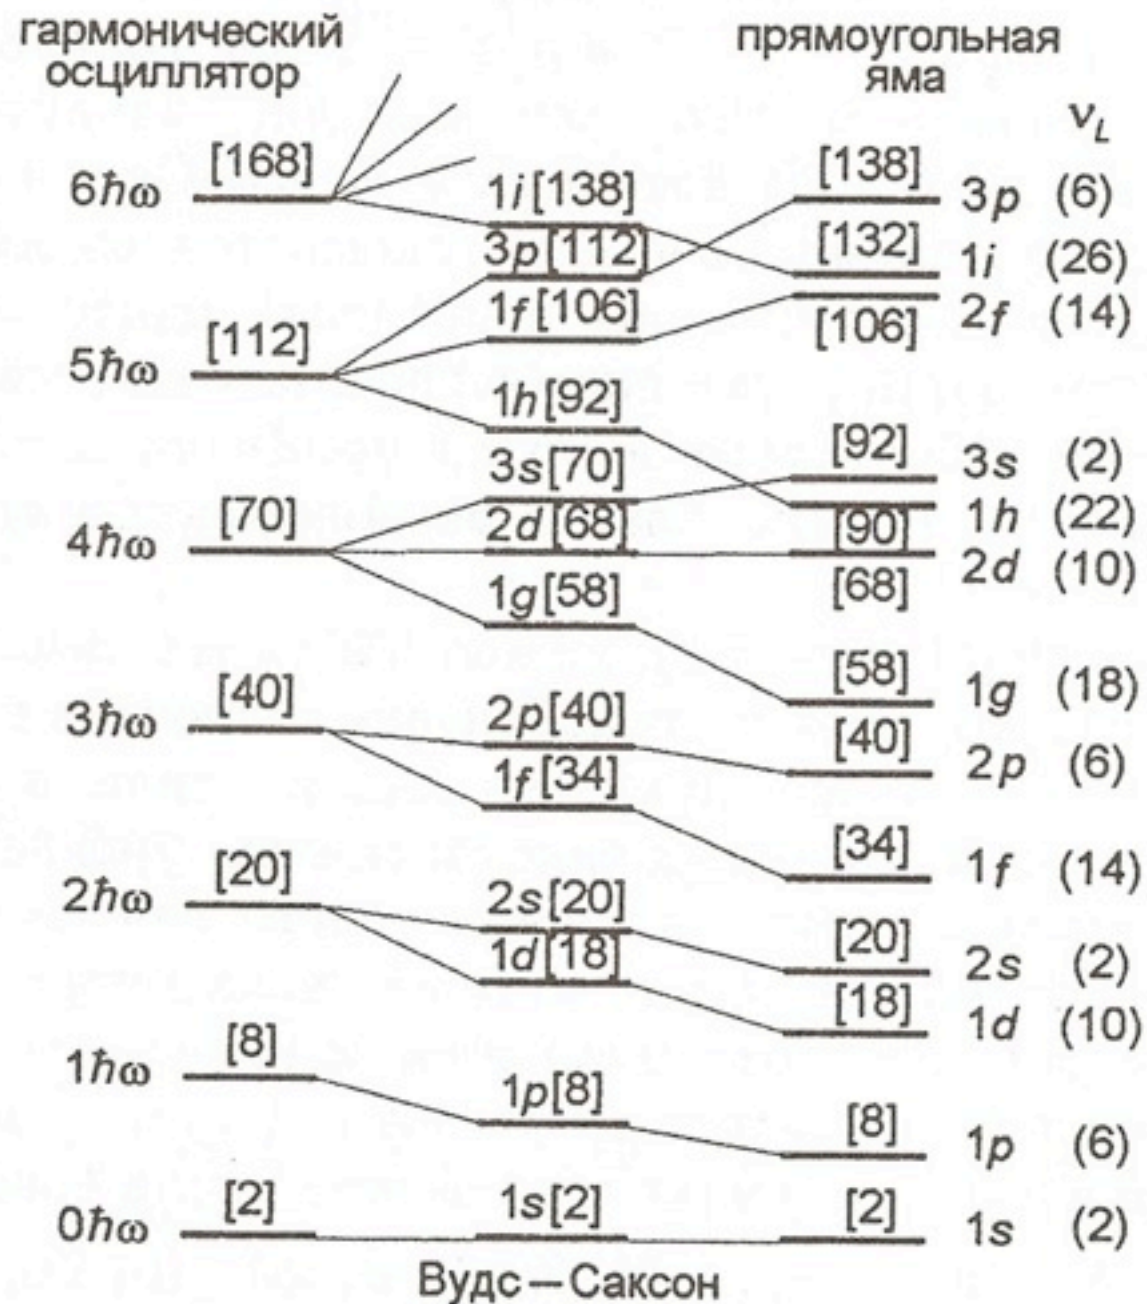 гармонический осциллятор
прямоугольная яма
ν_L
6ħω [168] 1i[138] [138] 3p (6)
3p[112] [132] 1i (26)
1f[106] [106] 2f (14)
5ħω [112]
1h[92]
3s[70] [92] 3s (2)
4ħω [70] 2d[68] [90] 1h (22)
[68] 2d (10)
1g[58]
[58] 1g (18)
3ħω [40] 2p[40] [40] 2p (6)
1f[34]
[34] 1f (14)
2ħω [20] 2s[20]
1d[18] [20] 2s (2)
[18] 1d (10)
1ħω [8] 1p[8]
[8] 1p (6)
0ħω [2] 1s[2] [2] 1s (2)
Вудс — Саксон